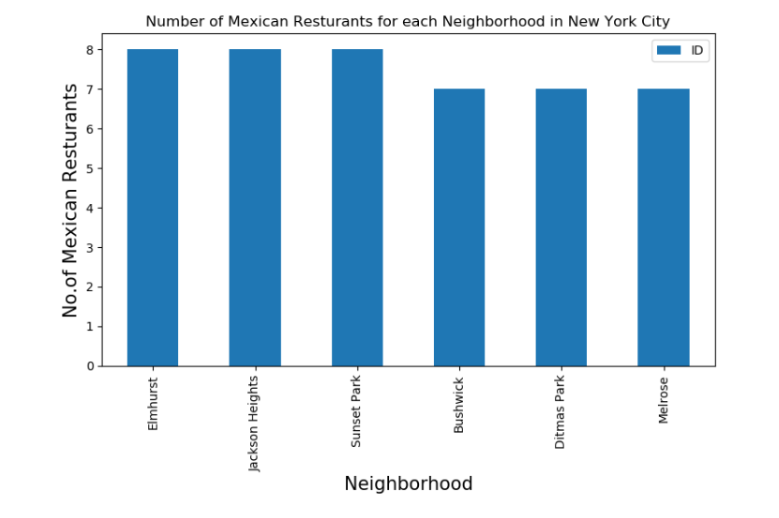 Number of Mexican Resturants for each Neighborhood in New York City
ID
No.of Mexican Resturants
8
7
6
5
4
3
2
1
0
Elmhurst
Jackson Heights
Sunset Park
Bushwick
Ditmas Park
Melrose
Neighborhood